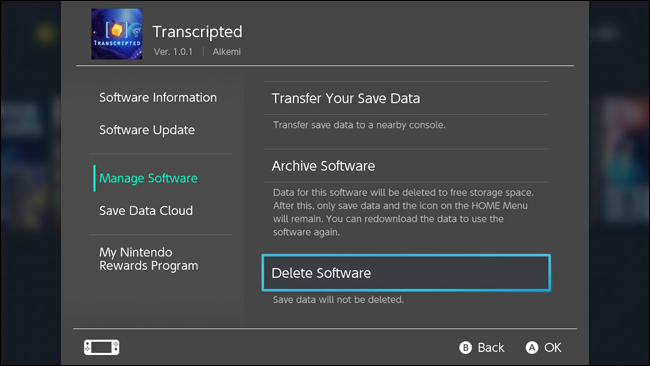 TRANSCRIPTED
Transcripted
Ver. 1.0.1 | Alkemi
Software Information
Software Update
Manage Software
Save Data Cloud
My Nintendo
Rewards Program
Transfer Your Save Data
Transfer save data to a nearby console.
Archive Software
Data for this software will be deleted to free storage space.
After this, only save data and the icon on the HOME Menu
will remain. You can redownload the data to use the
software again.
Delete Software
Save data will not be deleted.
B Back A OK